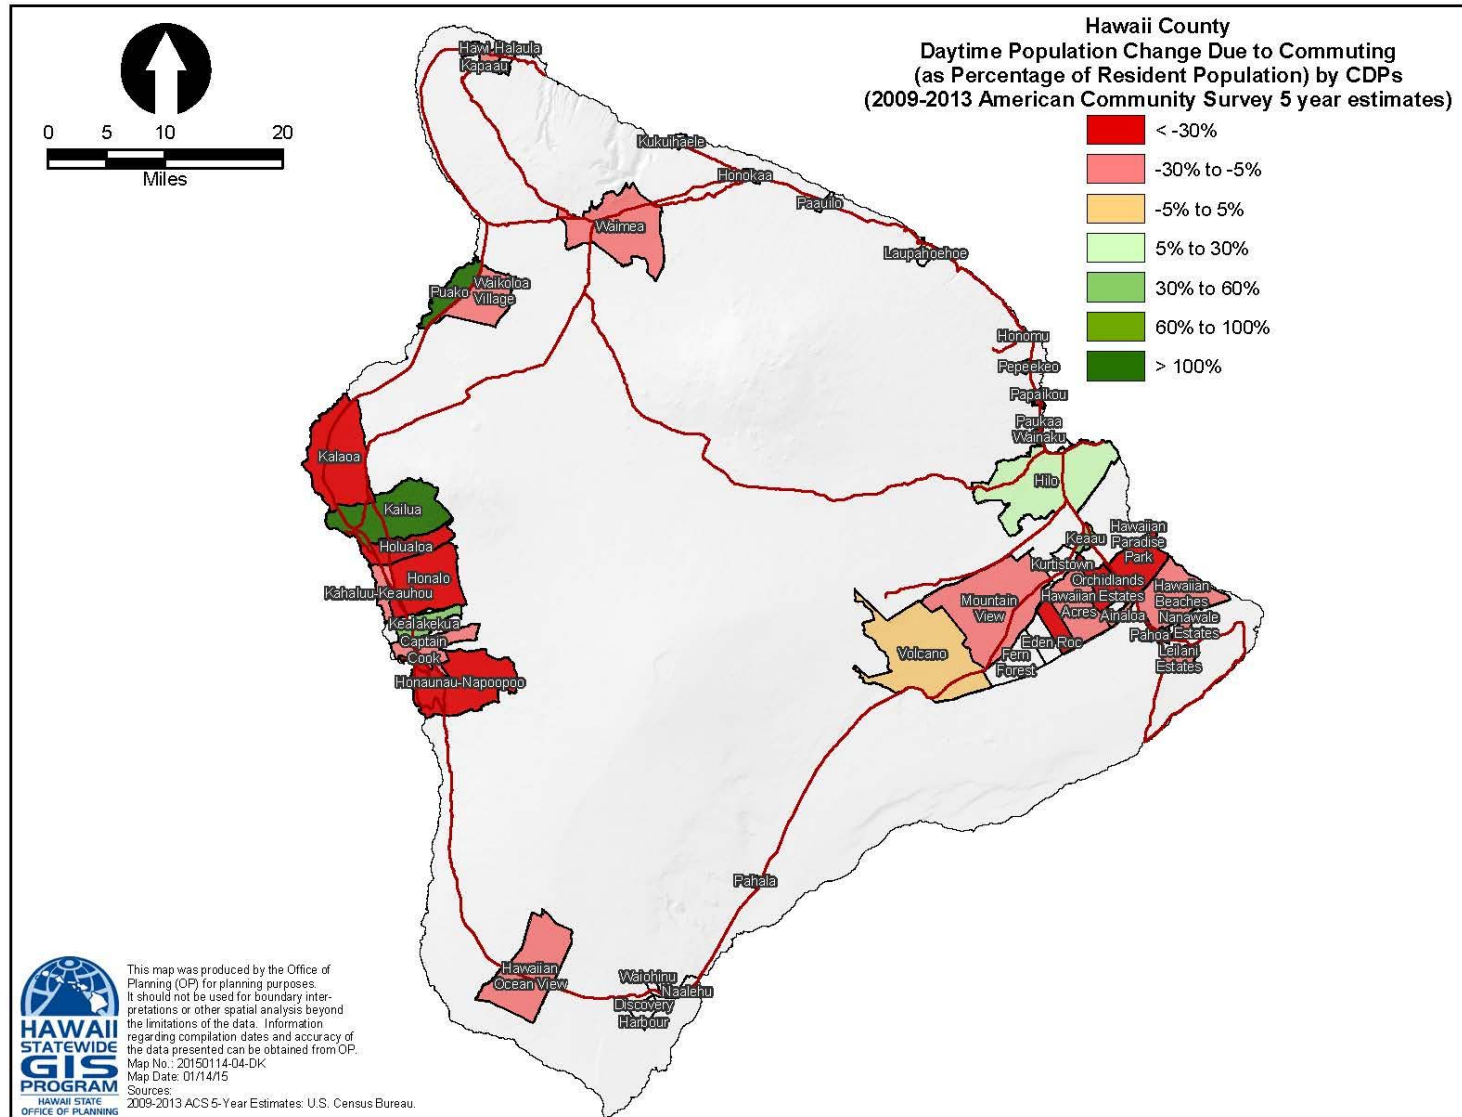 Hawaii County
Daytime Population Change Due to Commuting
(as Percentage of Resident Population) by CDPs
(2009-2013 American Community Survey 5 year estimates)
< -30%
-30% to -5%
-5% to 5%
5% to 30%
30% to 60%
60% to 100%
> 100%
0 5 10 20
Miles
Hawi Halaula
Kapaau
Kukuihaele
Honokaa
Paauilo
Waimea
Laupahoehoe
Puako
Waikoloa
Village
Honomu
Pepeekeo
Papaikou
Paukaa
Wainaku
Kalaoa
Hilo
Kailua
Holualoa
Honalo
Kahaluu-Keauhou
Kealakekua
Captain
Cook
Honaunau-Napoopoo
Keaau
Hawaiian
Paradise
Park
Kurtistown
Orchidlands
Estates
Hawaiian
Acres
Ainaloa
Hawaiian
Beaches
Nanawale
Estates
Pahoa
Leilani
Estates
Mountain
View
Eden Roc
Fern
Forest
Volcano
Pahala
Hawaiian
Ocean View
Waiohinu
Naalehu
Discovery
Harbour
HAWAII
STATEWIDE
GIS
PROGRAM
HAWAII STATE
OFFICE OF PLANNING
This map was produced by the Office of
Planning (OP) for planning purposes.
It should not be used for boundary inter-
pretations or other spatial analysis beyond
the limitations of the data. Information
regarding compilation dates and accuracy of
the data presented can be obtained from OP.
Map No.: 20150114-04-DK
Map Date: 01/14/15
Sources:
2009-2013 ACS 5-Year Estimates: U.S. Census Bureau.